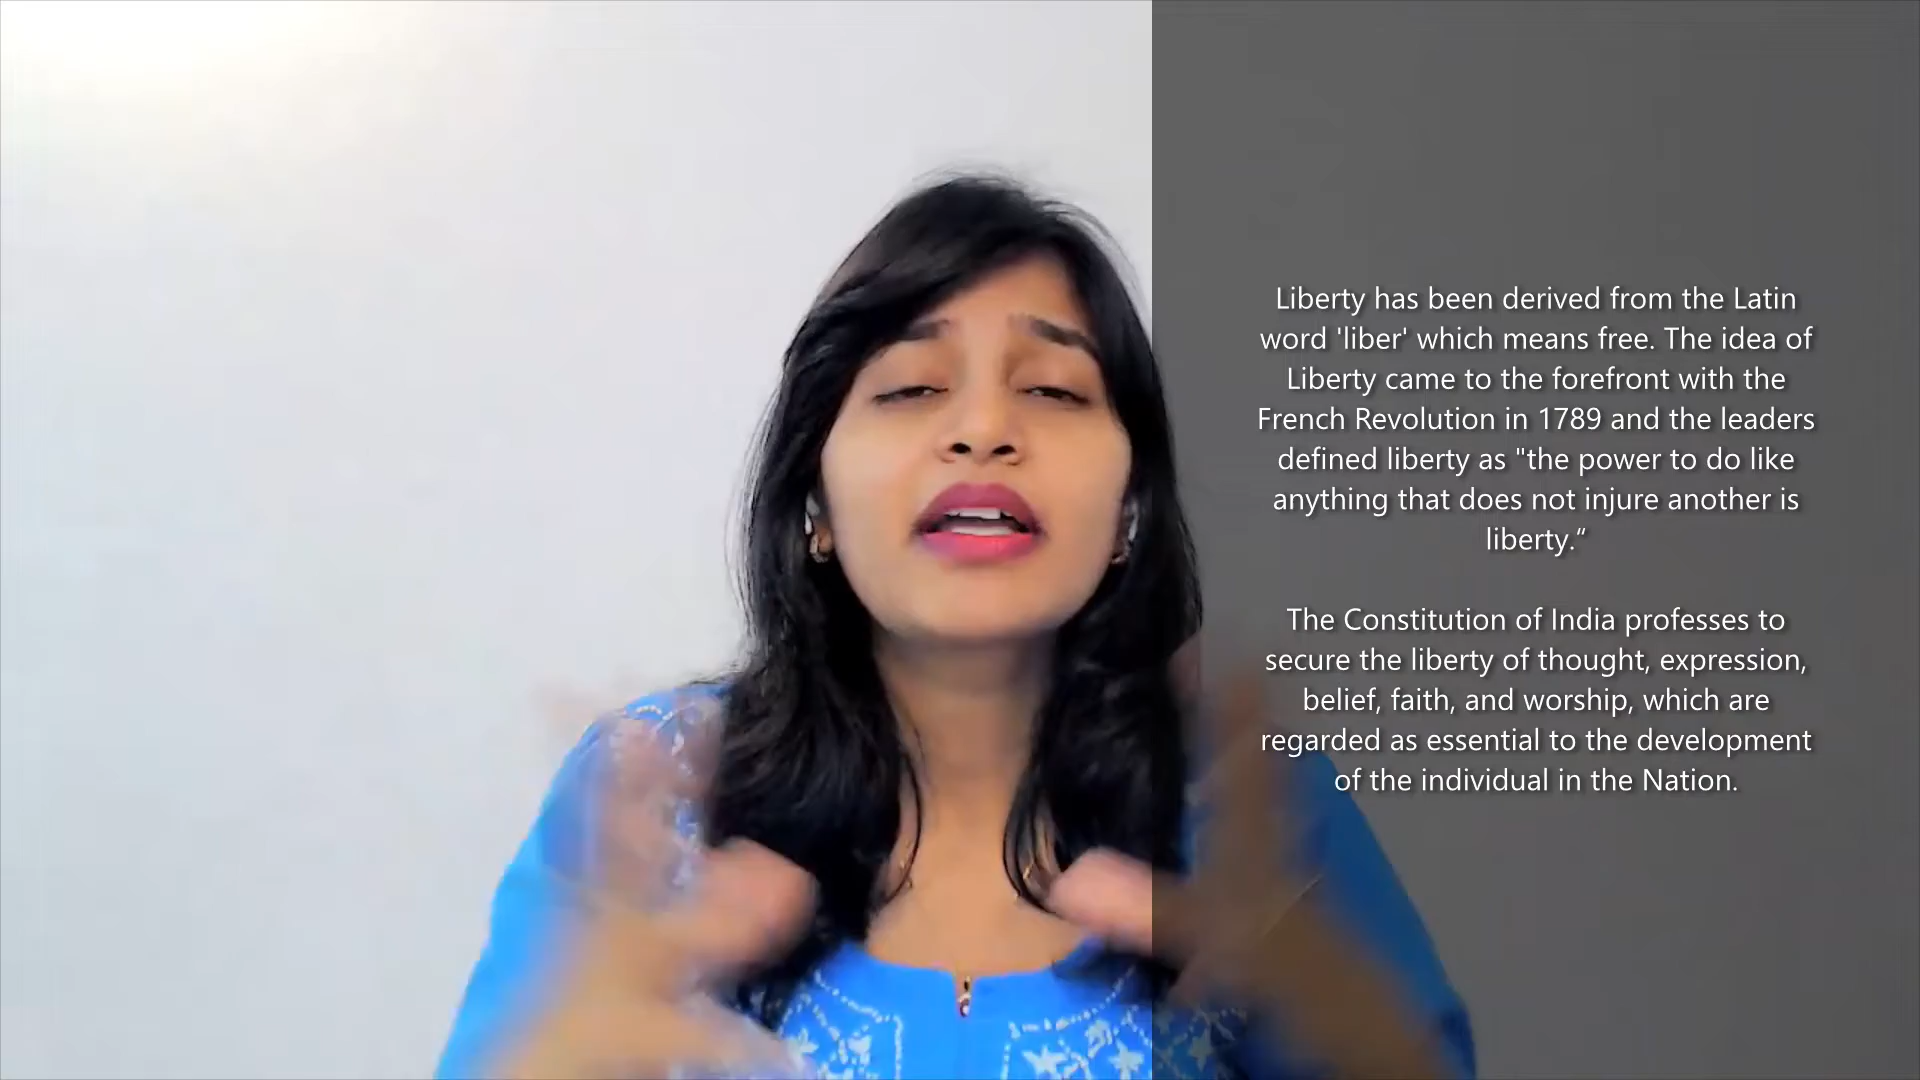 Liberty has been derived from the Latin
word 'liber' which means free. The idea of
Liberty came to the forefront with the
French Revolution in 1789 and the leaders
defined liberty as "the power to do like
anything that does not injure another is
liberty.“
The Constitution of India professes to
secure the liberty of thought, expression,
belief, faith, and worship, which are
regarded as essential to the development
of the individual in the Nation.